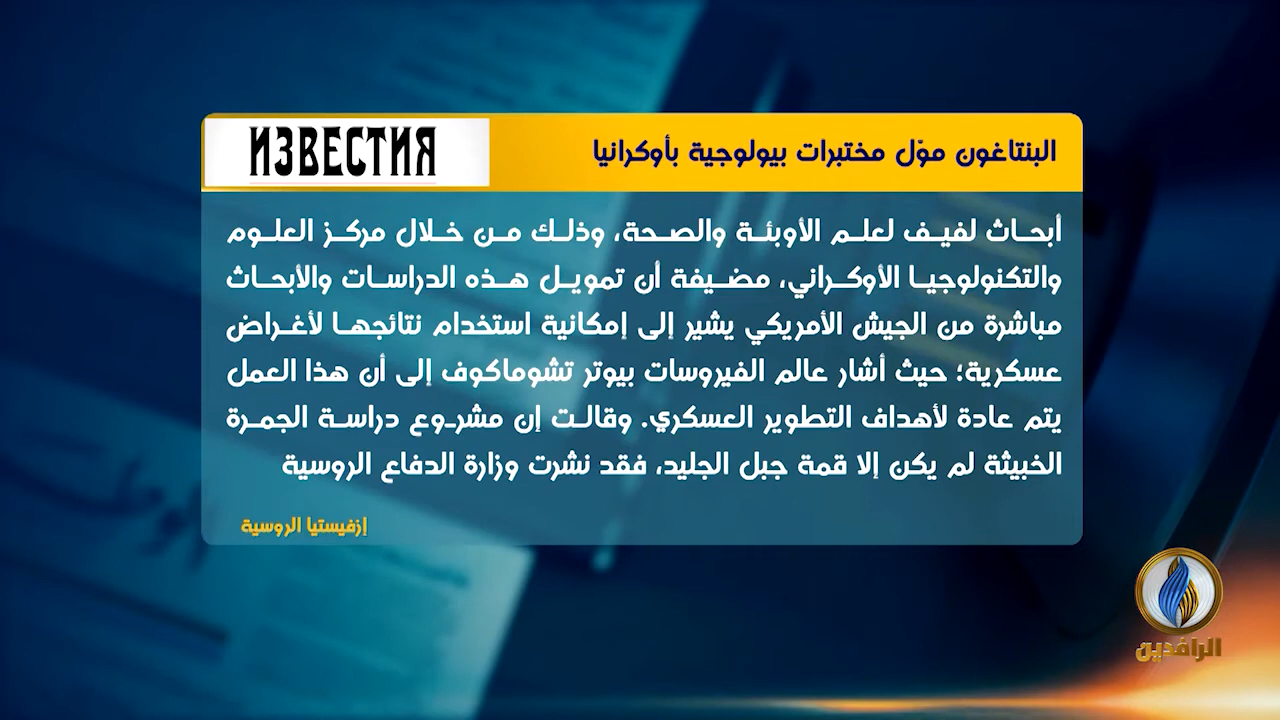 البنتاغون موّل مختبرات بيولوجية بأوكرانيا
ИЗВЕСТИЯ
أبحاث لفيف لعلم الأوبئة والصحة، وذلك من خلال مركز العلوم
والتكنولوجيا الأوكراني، مضيفة أن تمويل هذه الدراسات والأبحاث
مباشرة من الجيش الأمريكي يشير إلى إمكانية استخدام نتائجها لأغراض
عسكرية؛ حيث أشار عالم الفيروسات بيوتر تشوماكوف إلى أن هذا العمل
يتم عادة لأهداف التطوير العسكري. وقالت إن مشروع دراسة الجمرة
الخبيثة لم يكن إلا قمة جبل الجليد، فقد نشرت وزارة الدفاع الروسية
إزفيستيا الروسية
الرافدين